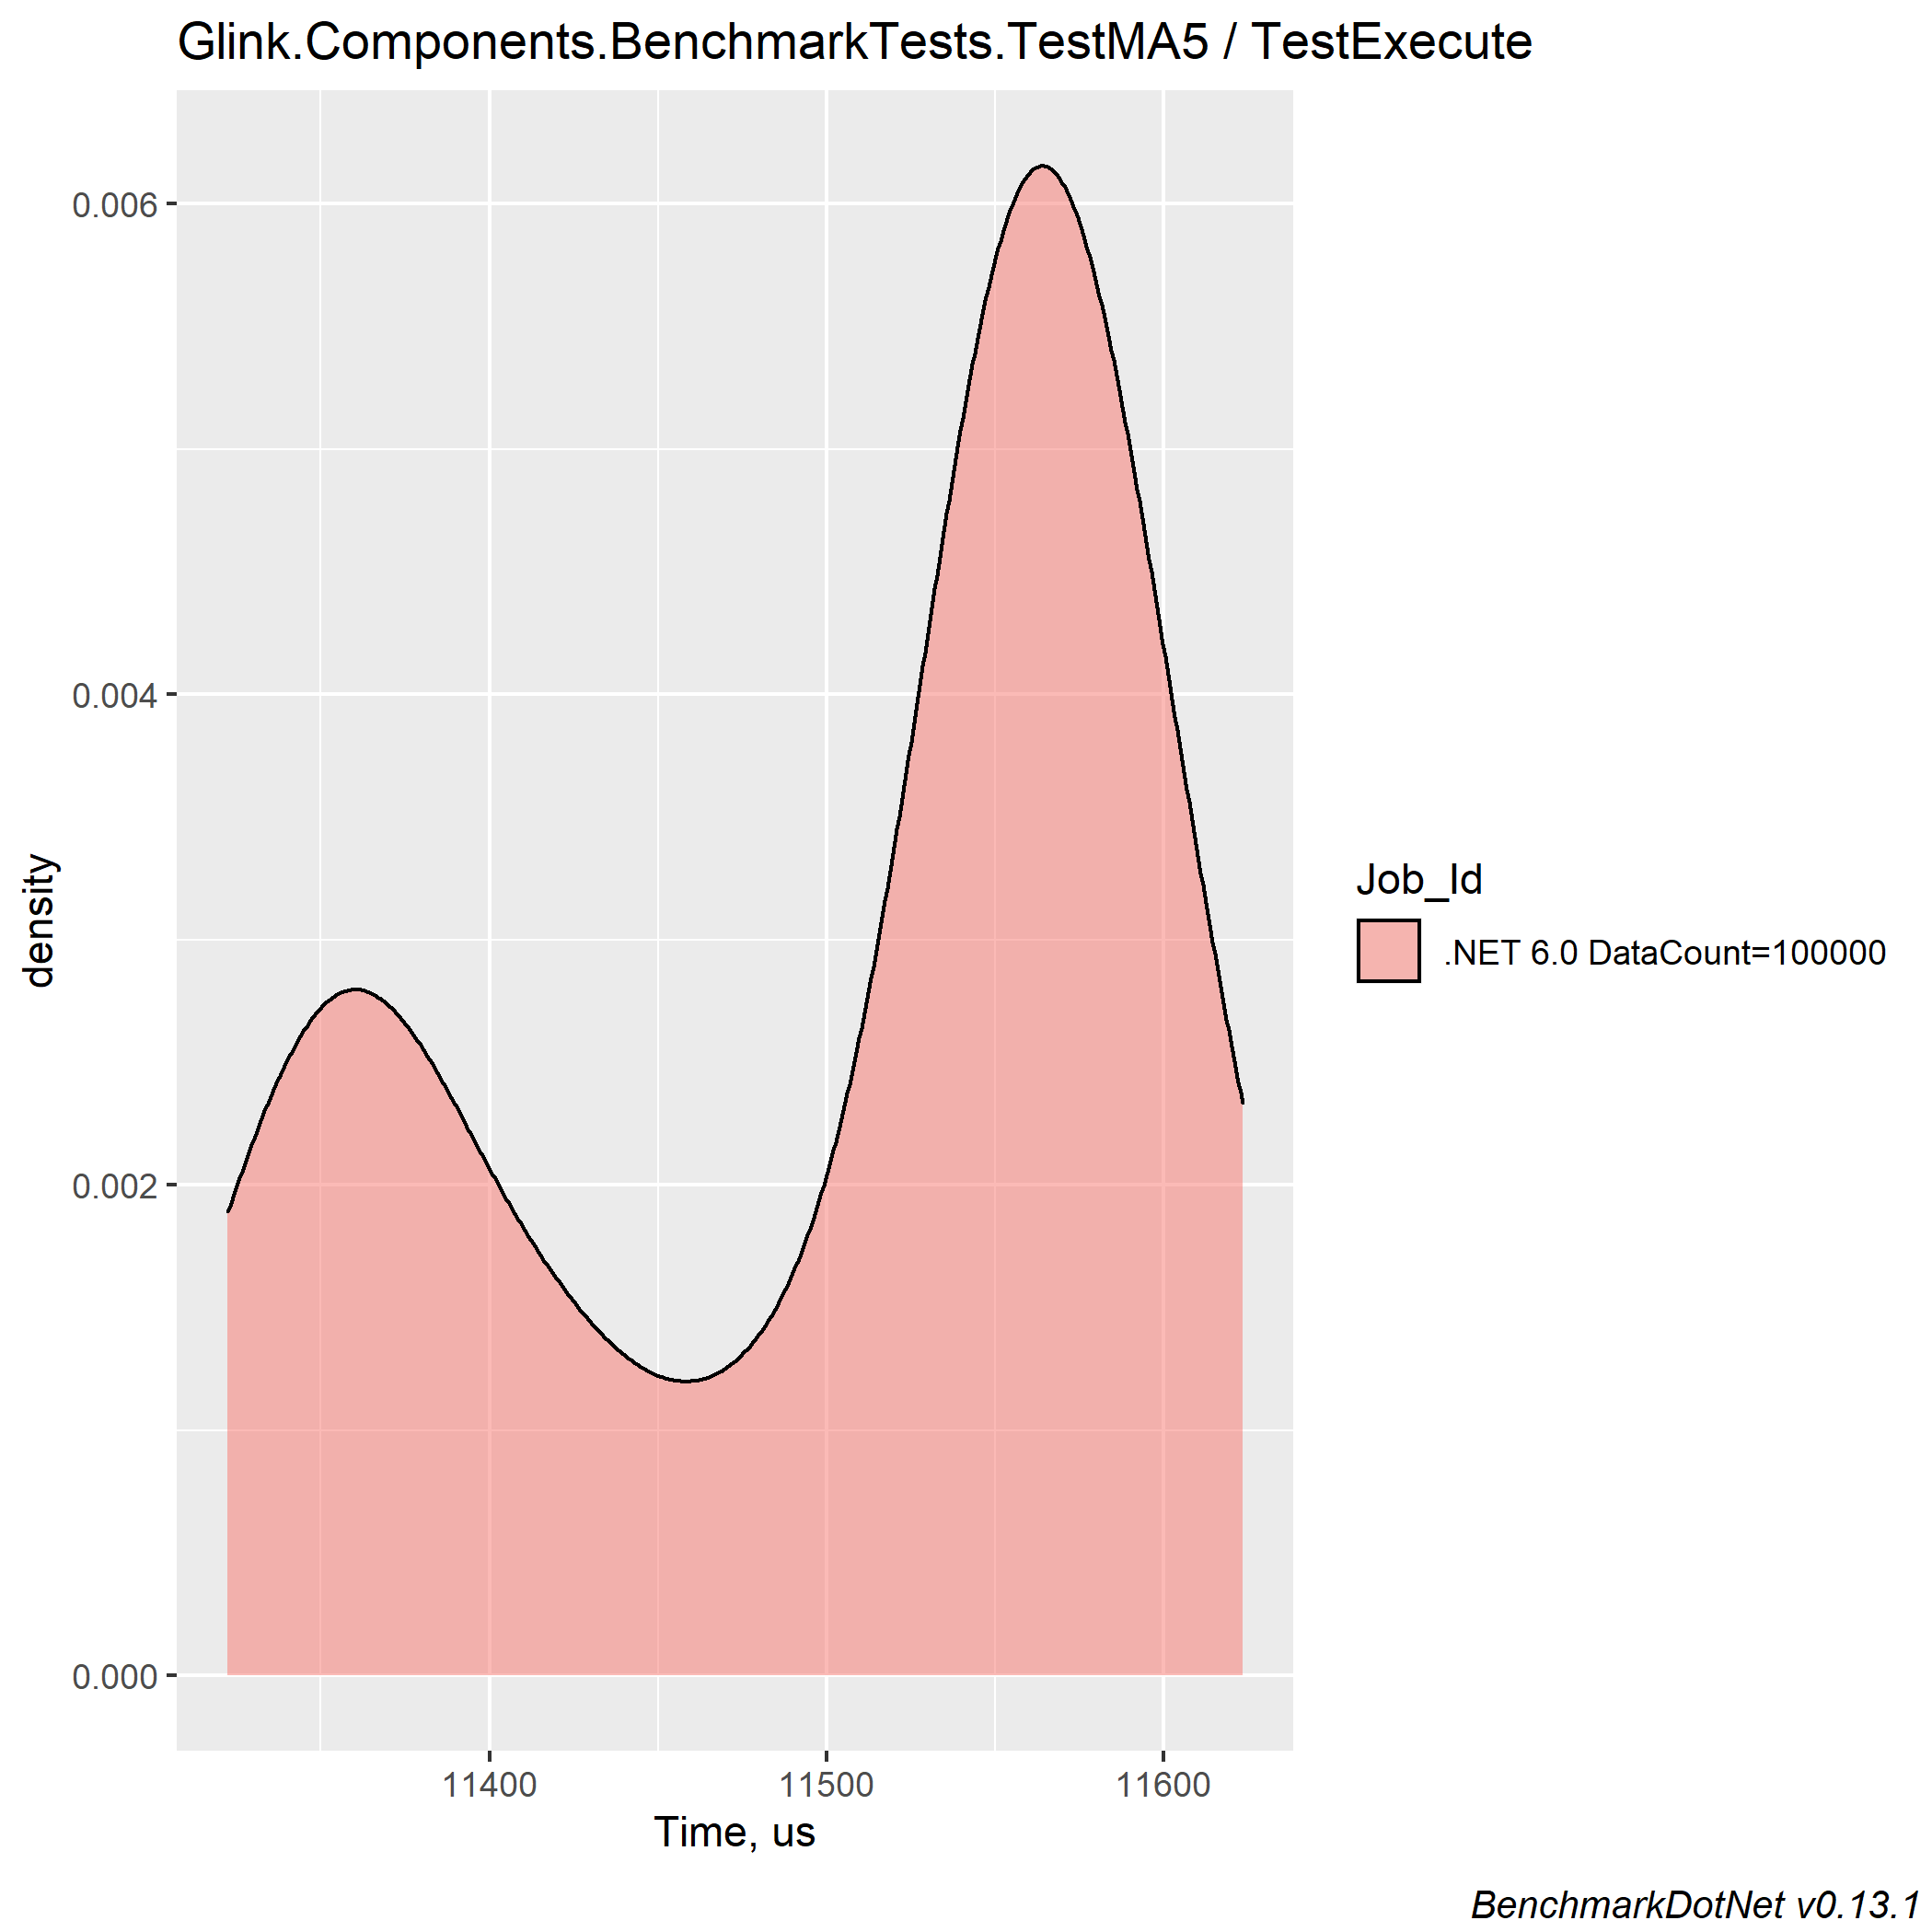 Glink.Components.BenchmarkTests.TestMA5 / TestExecute
0.006
0.004
0.002
0.000
density
11400 11500 11600
Time, us
Job_Id
.NET 6.0 DataCount=100000
BenchmarkDotNet v0.13.1